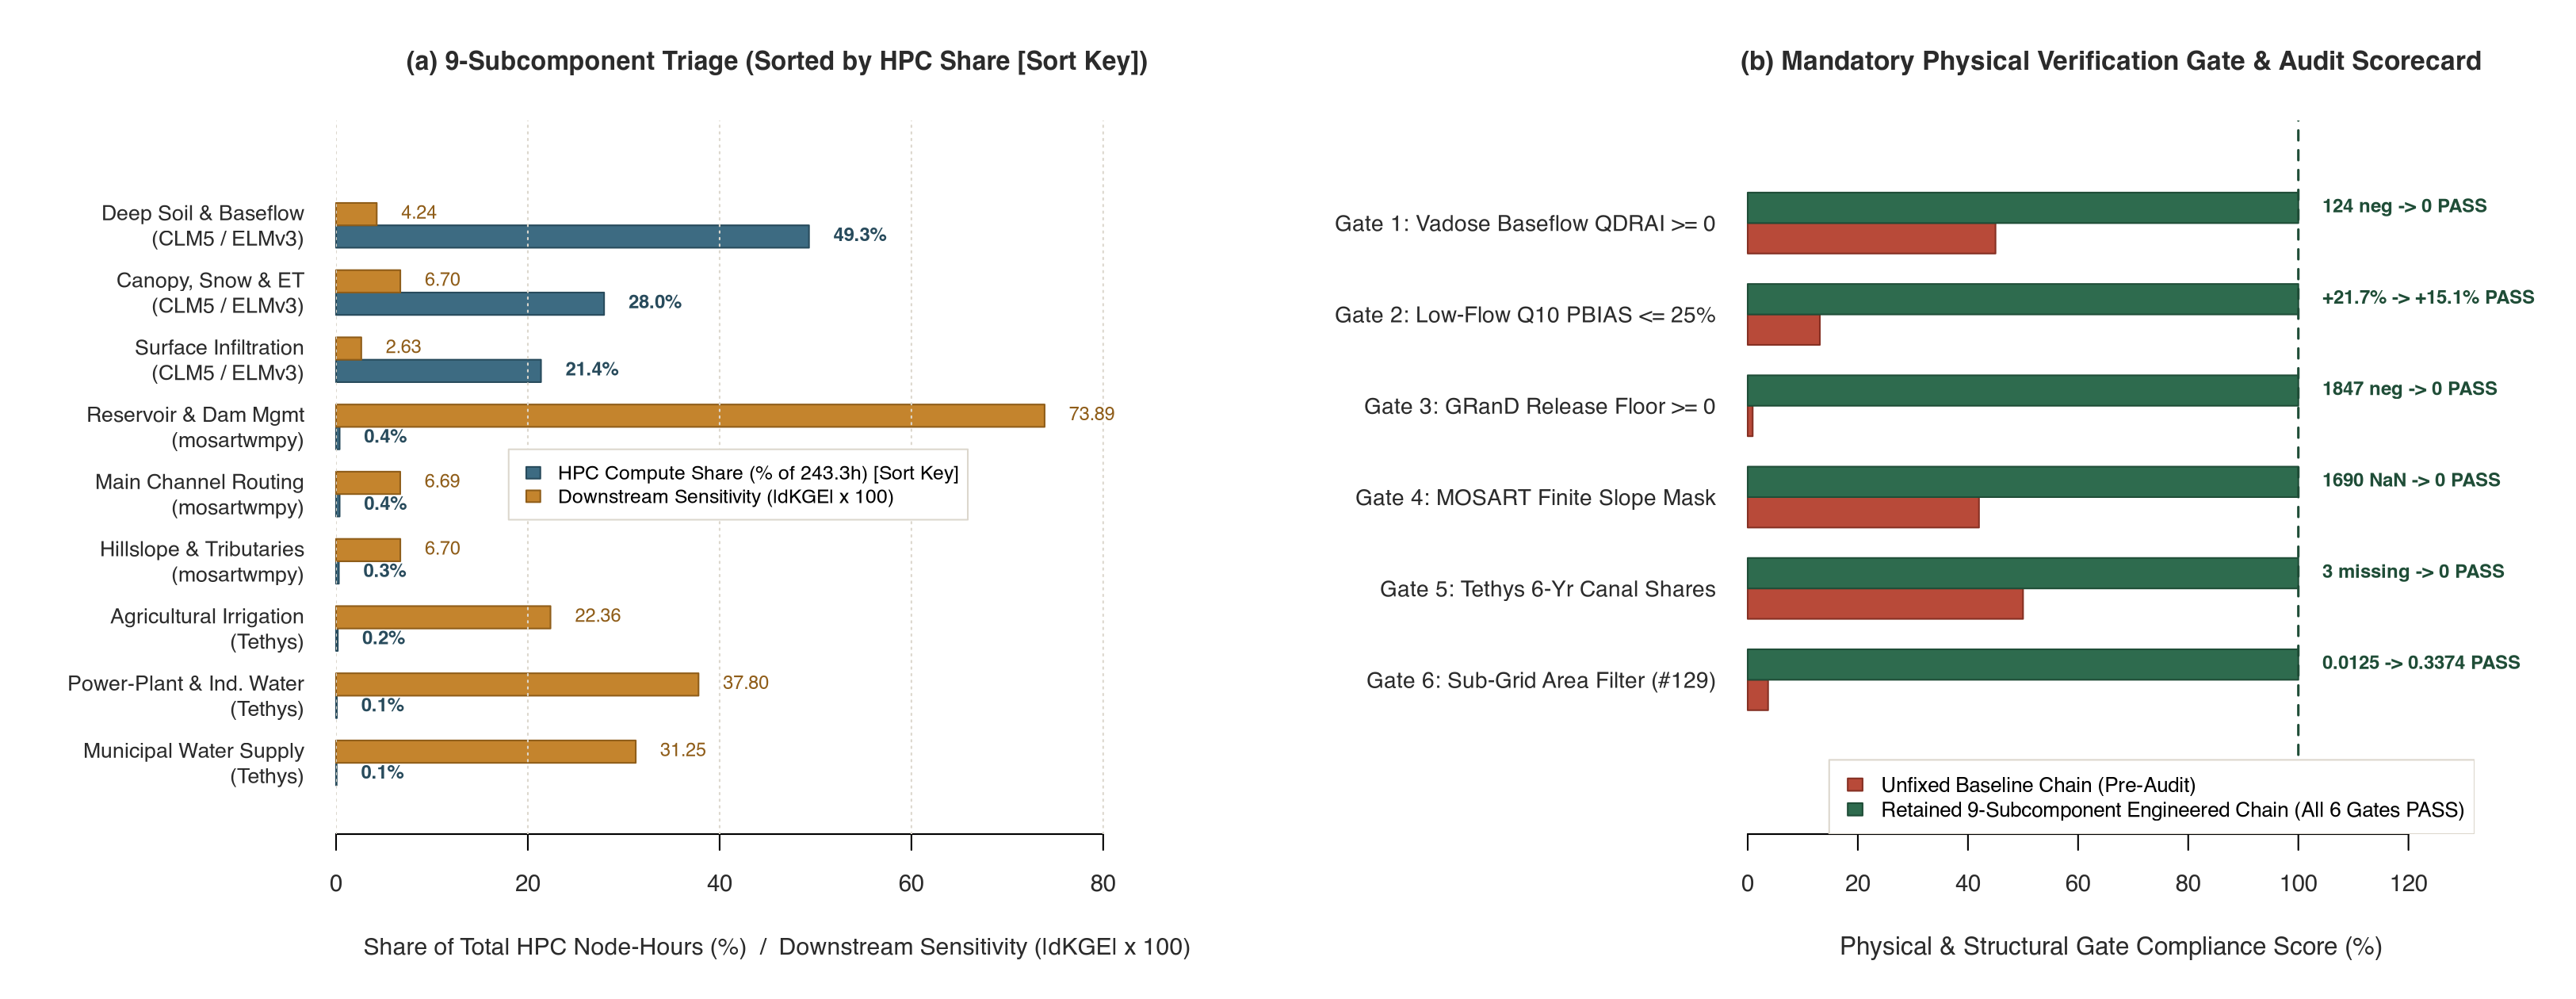 (a) 9-Subcomponent Triage (Sorted by HPC Share [Sort Key])
Deep Soil & Baseflow
(CLM5 / ELMv3)
4.24
49.3%
Canopy, Snow & ET
(CLM5 / ELMv3)
6.70
28.0%
Surface Infiltration
(CLM5 / ELMv3)
2.63
21.4%
Reservoir & Dam Mgmt
(mosartwmpy)
73.89
0.4%
Main Channel Routing
(mosartwmpy)
6.69
0.4%
Hillslope & Tributaries
(mosartwmpy)
6.70
0.3%
Agricultural Irrigation
(Tethys)
22.36
0.2%
Power-Plant & Ind. Water
(Tethys)
37.80
0.1%
Municipal Water Supply
(Tethys)
31.25
0.1%
HPC Compute Share (% of 243.3h) [Sort Key]
Downstream Sensitivity (|dKGE| x 100)
0 20 40 60 80
Share of Total HPC Node-Hours (%) / Downstream Sensitivity (|dKGE| x 100)
(b) Mandatory Physical Verification Gate & Audit Scorecard
Gate 1: Vadose Baseflow QDRAI >= 0
124 neg -> 0 PASS
Gate 2: Low-Flow Q10 PBIAS <= 25%
+21.7% -> +15.1% PASS
Gate 3: GRanD Release Floor >= 0
1847 neg -> 0 PASS
Gate 4: MOSART Finite Slope Mask
1690 NaN -> 0 PASS
Gate 5: Tethys 6-Yr Canal Shares
3 missing -> 0 PASS
Gate 6: Sub-Grid Area Filter (#129)
0.0125 -> 0.3374 PASS
Unfixed Baseline Chain (Pre-Audit)
Retained 9-Subcomponent Engineered Chain (All 6 Gates PASS)
0 20 40 60 80 100 120
Physical & Structural Gate Compliance Score (%)